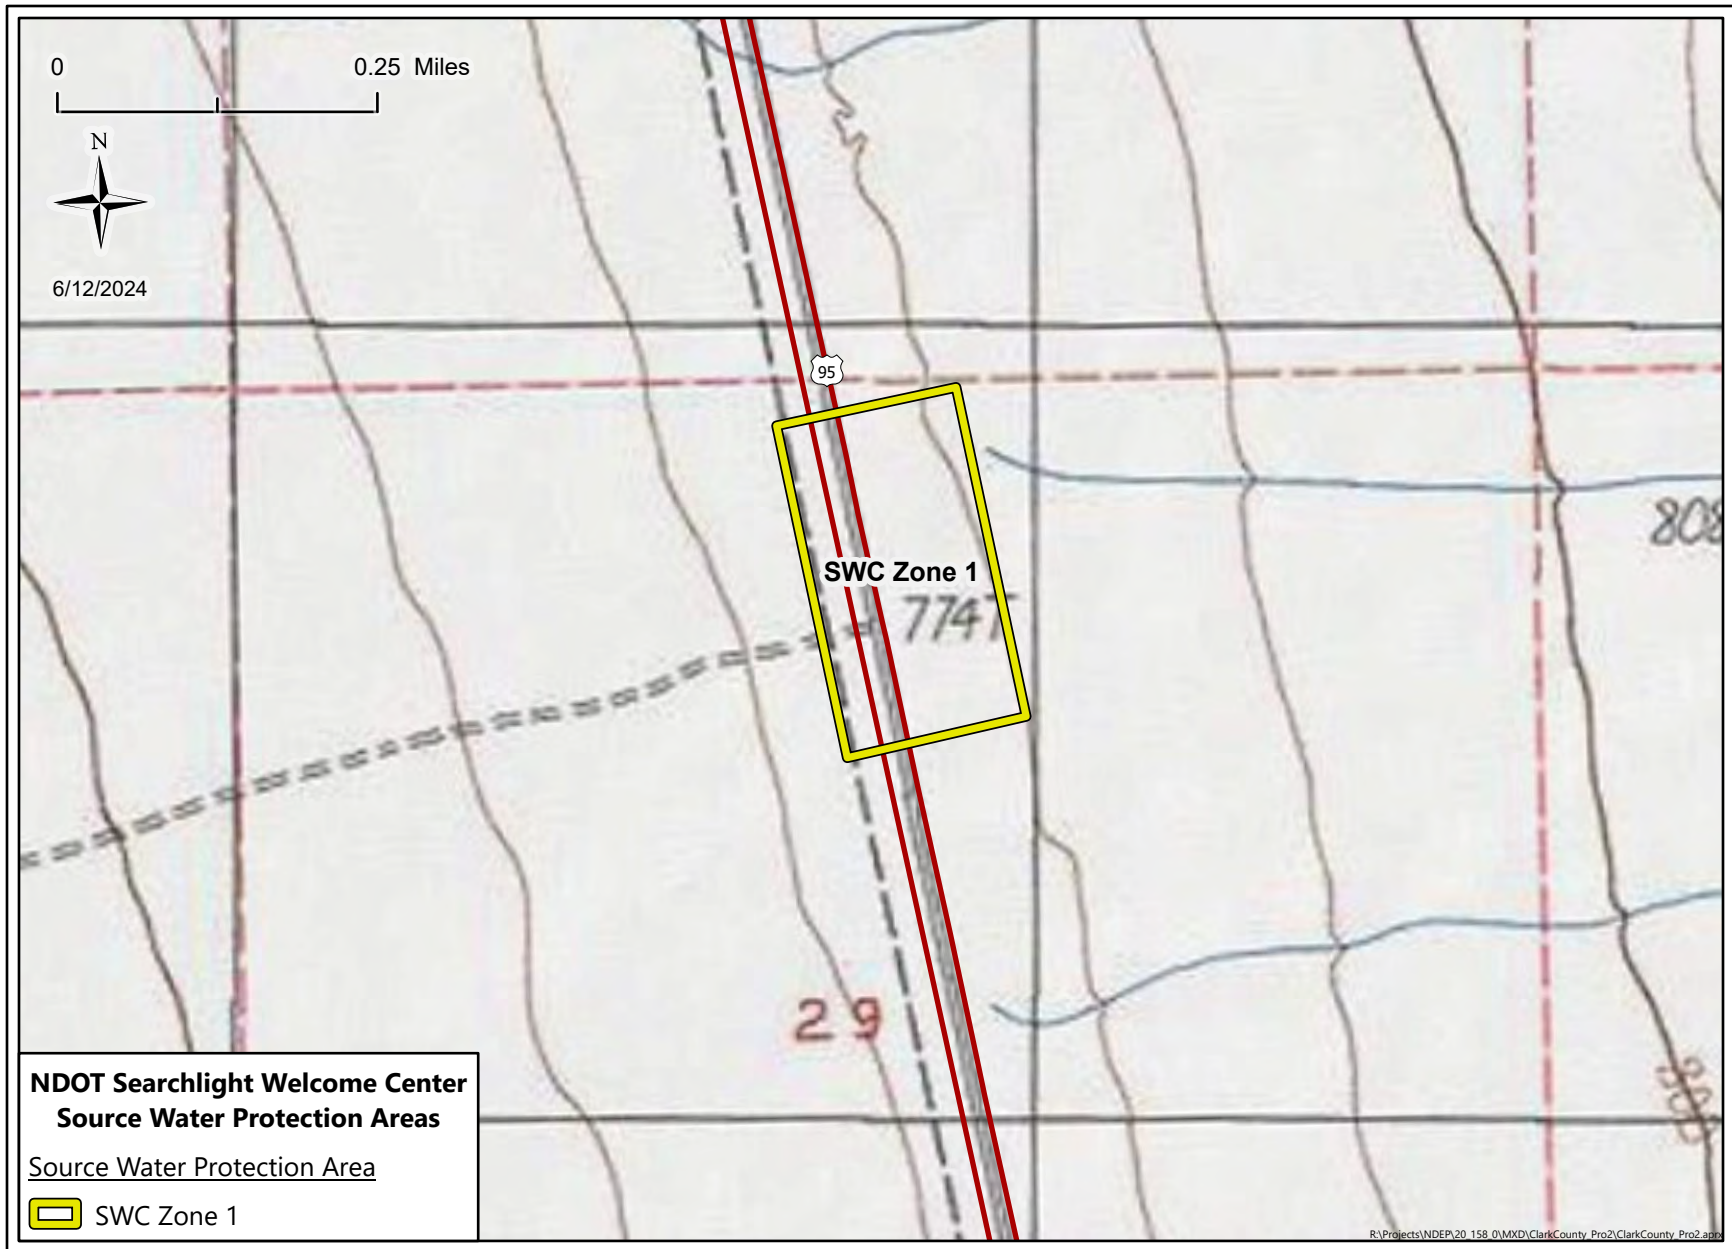 0 0.25 Miles
N
6/12/2024
95
808
SWC Zone 1
774T
29
NDOT Searchlight Welcome Center
Source Water Protection Areas
Source Water Protection Area
SWC Zone 1
R:\Projects\NDEP\20_158_0\MXD\ClarkCounty_Pro2\ClarkCounty_Pro2.aprx